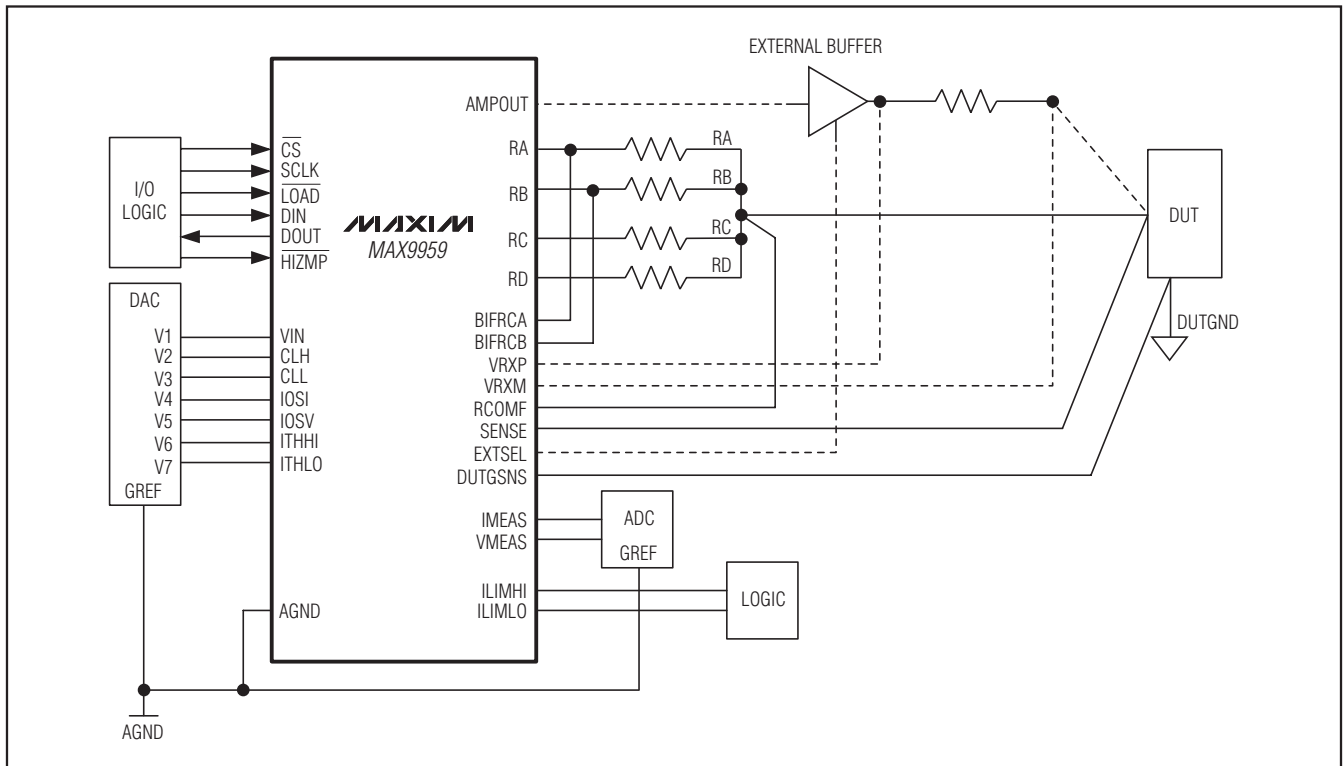 EXTERNAL BUFFER
AMPOUT
RA
RA
RB
RB
RC
RC
RD
RD
I/O
LOGIC
CS
SCLK
LOAD
DIN
DOUT
HIZMP
MAXIM
MAX9959
DUT
DUTGND
DAC
V1
V2
V3
V4
V5
V6
V7
GREF
VIN
CLH
CLL
IOSI
IOSV
ITHHI
ITHLO
BIFRCA
BIFRCB
VRXP
VRXM
RCOMF
SENSE
EXTSEL
DUTGSNS
IMEAS
VMEAS
ADC
GREF
ILIMHI
ILIMLO
LOGIC
AGND
AGND